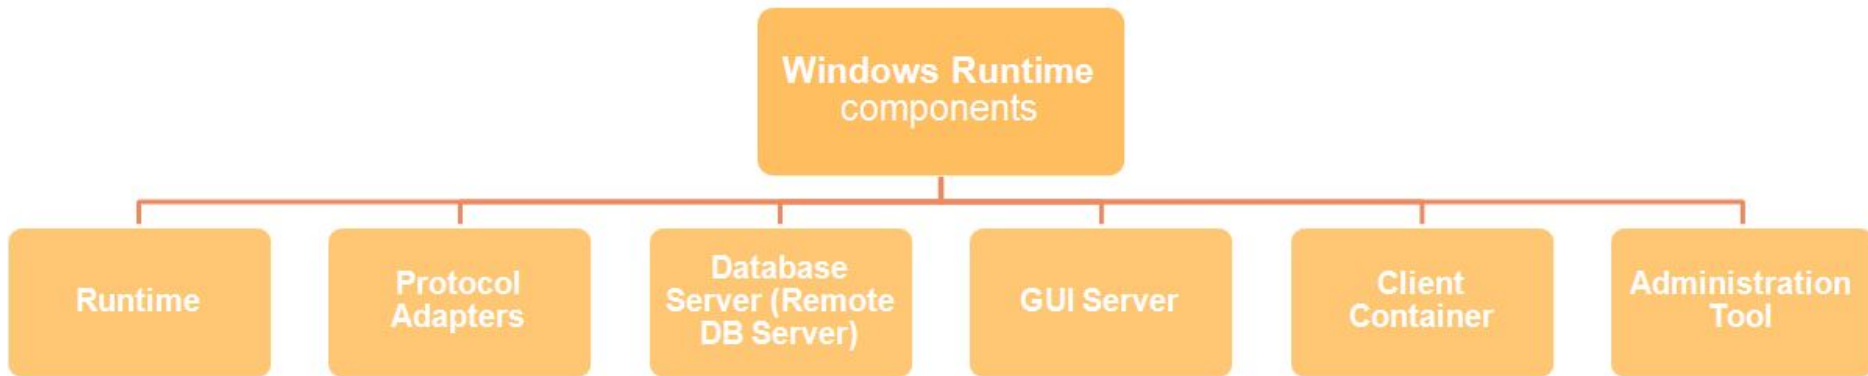 Windows Runtime
components
Runtime
Protocol
Adapters
Database
Server (Remote
DB Server)
GUI Server
Client
Container
Administration
Tool